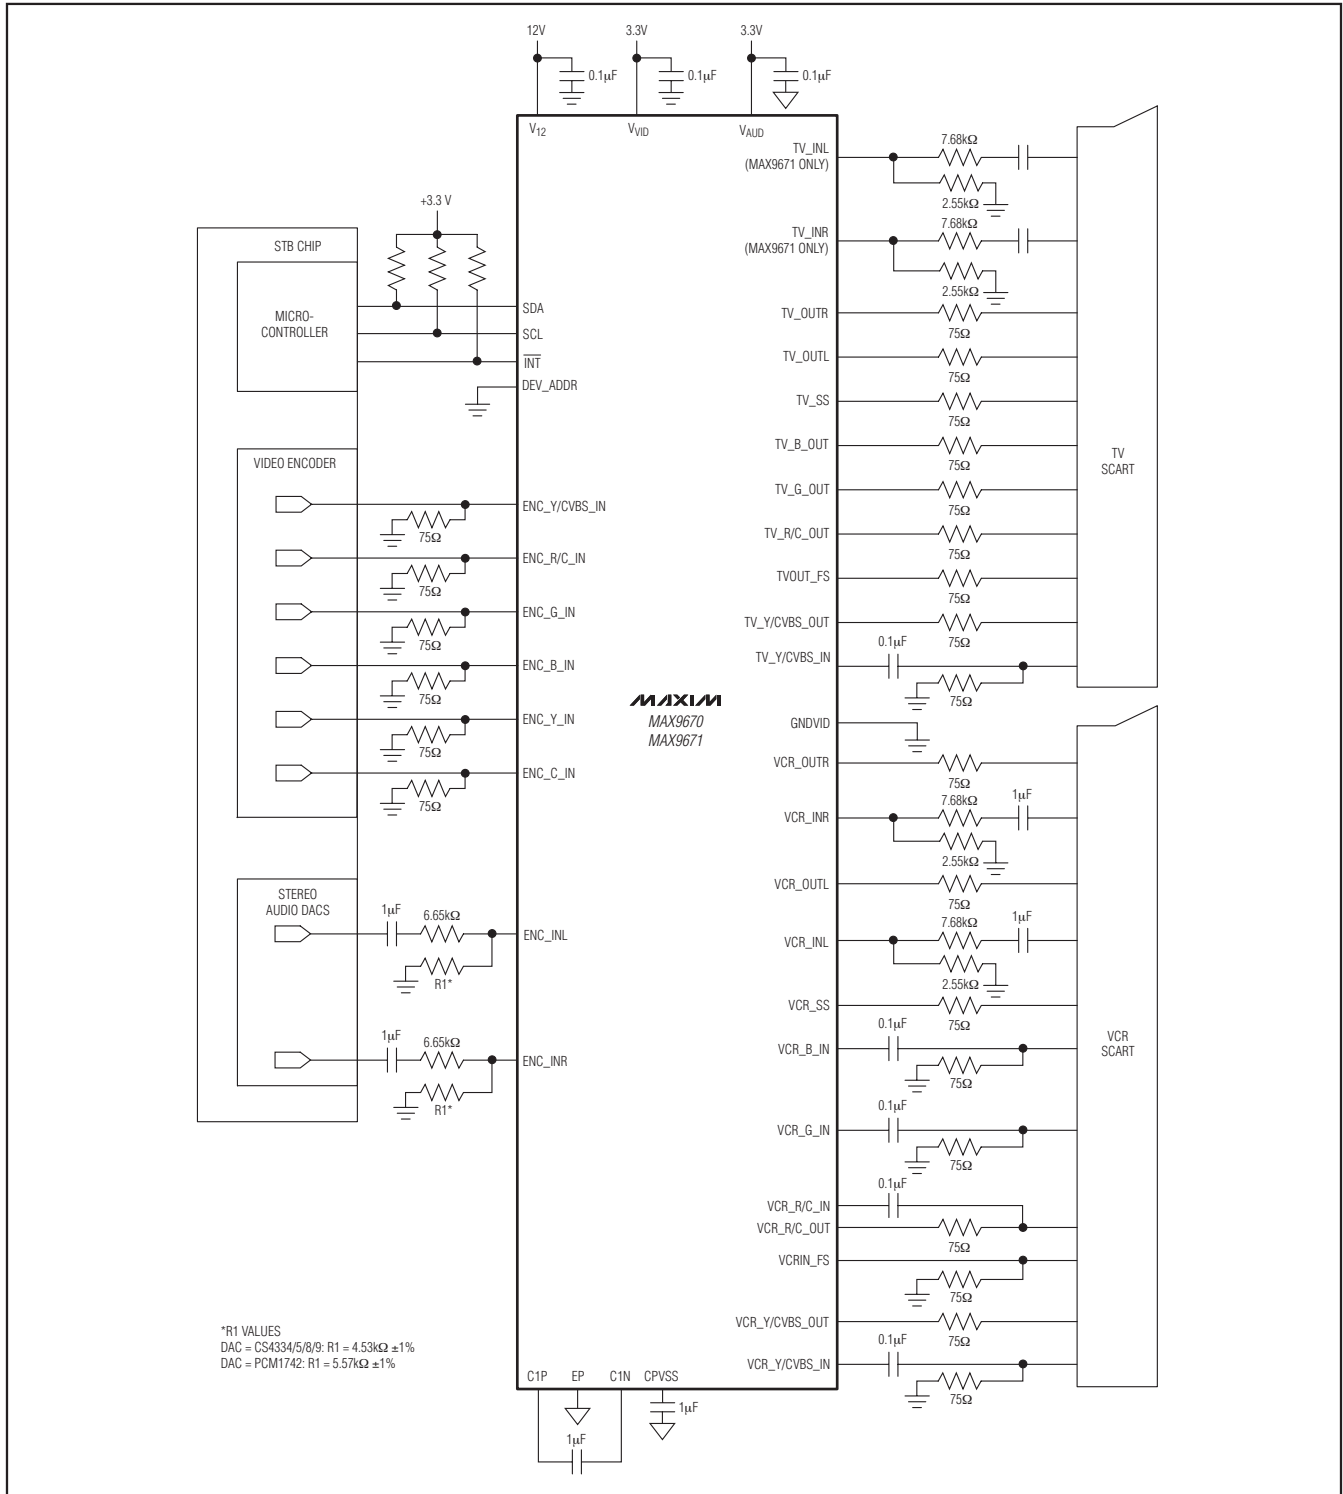 12V
3.3V
3.3V
0.1µF
0.1µF
0.1µF
V12
VVID
VAUD
+3.3 V
STB CHIP
MICRO-
CONTROLLER
SDA
SCL
INT
DEV_ADDR
VIDEO ENCODER
ENC_Y/CVBS_IN
75Ω
ENC_R/C_IN
75Ω
ENC_G_IN
75Ω
ENC_B_IN
75Ω
ENC_Y_IN
75Ω
ENC_C_IN
75Ω
STEREO
AUDIO DACS
1µF
6.65kΩ
ENC_INL
R1*
1µF
6.65kΩ
ENC_INR
R1*
*R1 VALUES
DAC = CS4334/5/8/9: R1 = 4.53kΩ ±1%
DAC = PCM1742: R1 = 5.57kΩ ±1%
MAXIM
MAX9670
MAX9671
TV_INL
(MAX9671 ONLY)
7.68kΩ
2.55kΩ
TV_INR
(MAX9671 ONLY)
7.68kΩ
2.55kΩ
TV_OUTR
75Ω
TV_OUTL
75Ω
TV_SS
75Ω
TV_B_OUT
75Ω
TV_G_OUT
75Ω
TV_R/C_OUT
75Ω
TVOUT_FS
75Ω
TV_Y/CVBS_OUT
75Ω
TV_Y/CVBS_IN
0.1µF
75Ω
TV
SCART
GNDVID
VCR_OUTR
75Ω
VCR_INR
7.68kΩ
1µF
2.55kΩ
VCR_OUTL
75Ω
VCR_INL
7.68kΩ
1µF
2.55kΩ
VCR_SS
75Ω
VCR_B_IN
0.1µF
75Ω
VCR_G_IN
0.1µF
75Ω
VCR_R/C_IN
0.1µF
VCR_R/C_OUT
75Ω
VCRIN_FS
75Ω
VCR_Y/CVBS_OUT
75Ω
VCR_Y/CVBS_IN
0.1µF
75Ω
VCR
SCART
C1P
EP
C1N
CPVSS
1µF
1µF